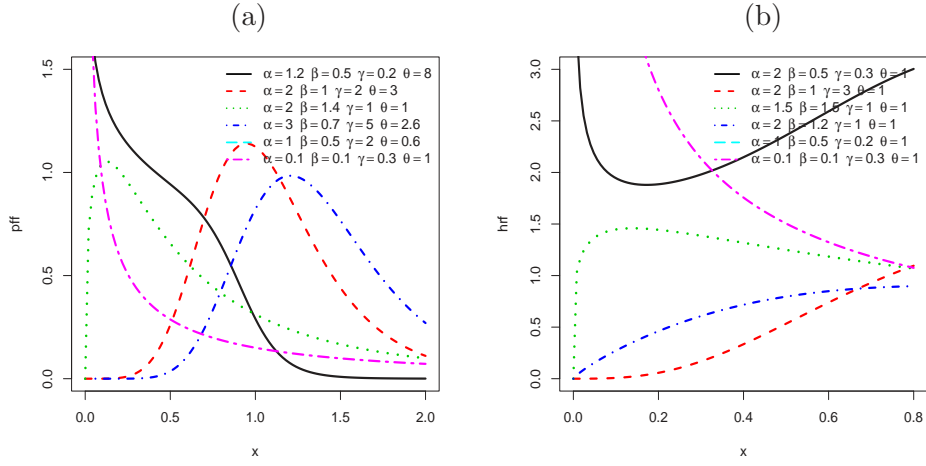 (a)
(b)
α = 1.2 β = 0.5 γ = 0.2 θ = 8
α = 2 β = 1 γ = 2 θ = 3
α = 2 β = 1.4 γ = 1 θ = 1
α = 3 β = 0.7 γ = 5 θ = 2.6
α = 1 β = 0.5 γ = 2 θ = 0.6
α = 0.1 β = 0.1 γ = 0.3 θ = 1
pff
1.5
1.0
0.5
0.0
0.0 0.5 1.0 1.5 2.0
x
α = 2 β = 0.5 γ = 0.3 θ = 1
α = 2 β = 1 γ = 3 θ = 1
α = 1.5 β = 1.5 γ = 1 θ = 1
α = 2 β = 1.2 γ = 1 θ = 1
α = 1 β = 0.5 γ = 0.2 θ = 1
α = 0.1 β = 0.1 γ = 0.3 θ = 1
hrf
3.0
2.5
2.0
1.5
1.0
0.5
0.0
0.0 0.2 0.4 0.6 0.8
x